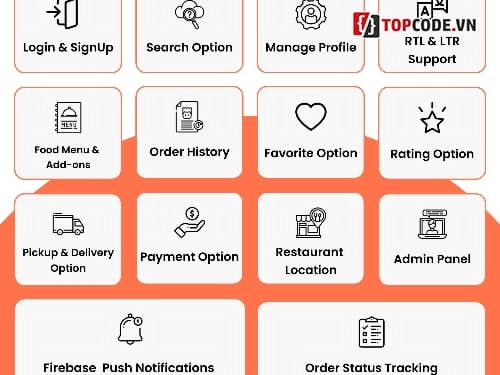 TOPCODE.VN
Login & SignUp
Search Option
Manage Profile
RTL & LTR
Support
MENU
Food Menu &
Add-ons
Order History
Favorite Option
Rating Option
Pickup & Delivery
Option
Payment Option
Restaurant
Location
Admin Panel
Firebase Push Notifications
Order Status Tracking